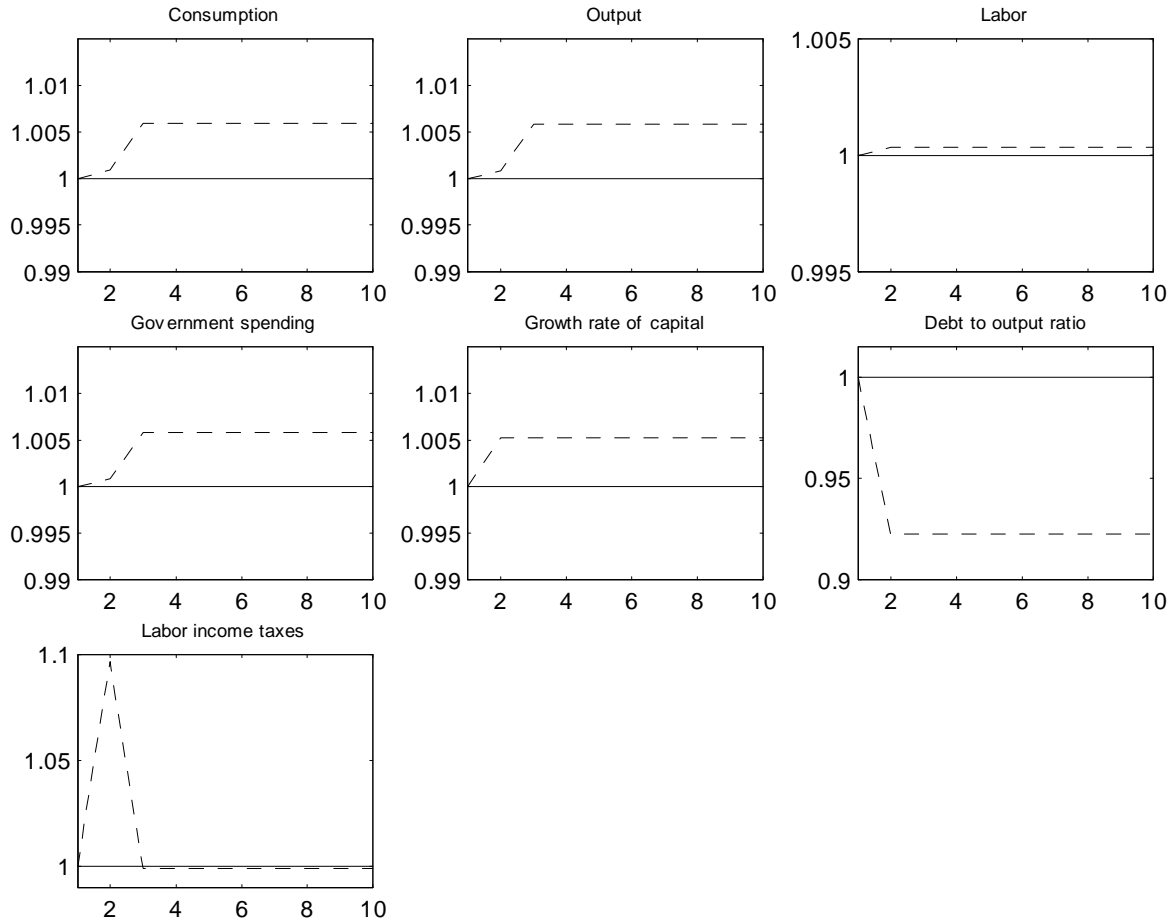 Consumption
1.01
1.005
1
0.995
0.99
2 4 6 8 10
Output
1.01
1.005
1
0.995
0.99
2 4 6 8 10
Labor
1.005
1
0.995
2 4 6 8 10
Government spending
1.01
1.005
1
0.995
0.99
2 4 6 8 10
Growth rate of capital
1.01
1.005
1
0.995
0.99
2 4 6 8 10
Debt to output ratio
1
0.95
0.9
2 4 6 8 10
Labor income taxes
1.1
1.05
1
2 4 6 8 10